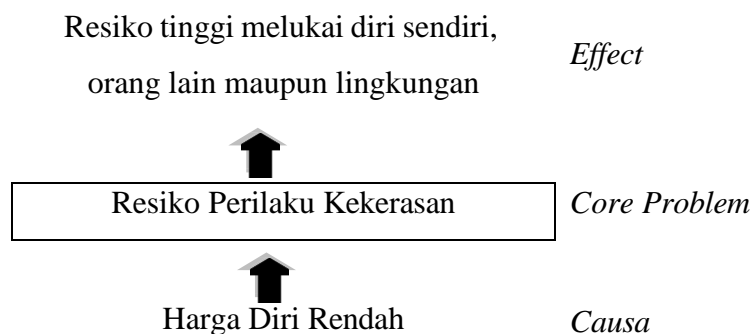 Resiko tinggi melukai diri sendiri,
orang lain maupun lingkungan
Effect
Resiko Perilaku Kekerasan
Core Problem
Harga Diri Rendah
Causa